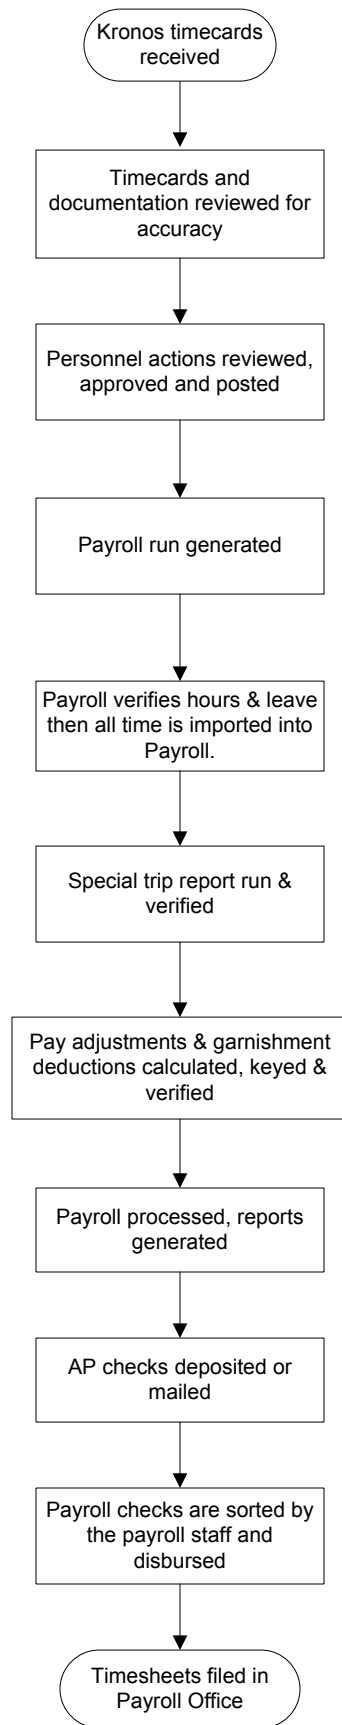 Kronos timecards
received
Timecards and
documentation reviewed for
accuracy
Personnel actions reviewed,
approved and posted
Payroll run generated
Payroll verifies hours & leave
then all time is imported into
Payroll.
Special trip report run &
verified
Pay adjustments & garnishment
deductions calculated, keyed &
verified
Payroll processed, reports
generated
AP checks deposited or
mailed
Payroll checks are sorted by
the payroll staff and
disbursed
Timesheets filed in
Payroll Office